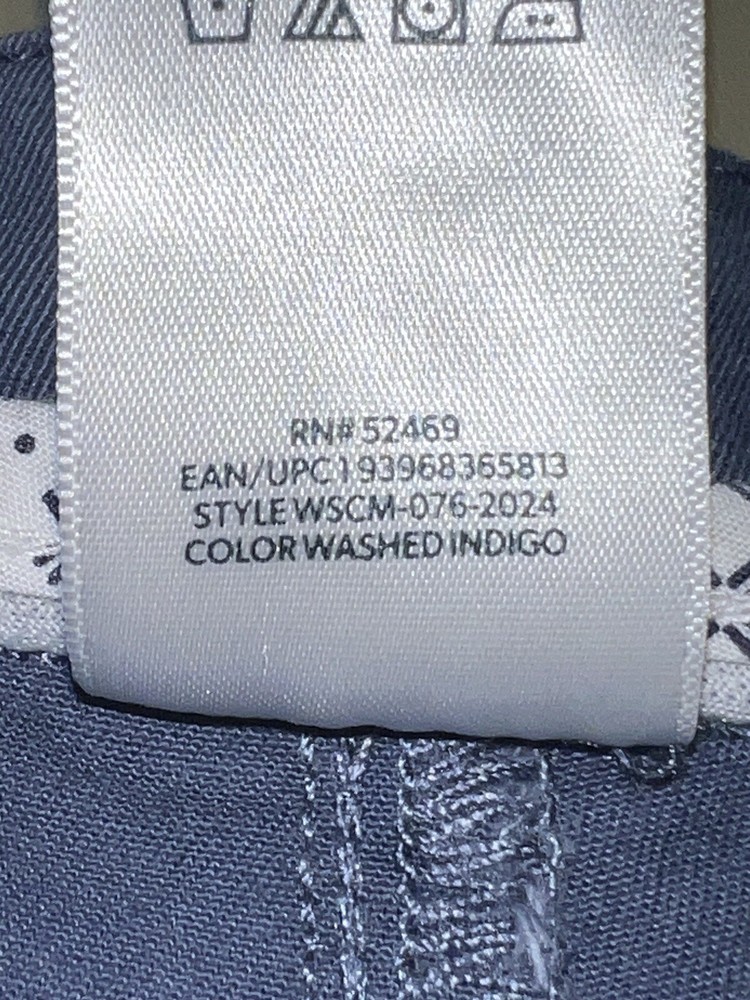 RN# 52469
EAN/UPC 193968365813
STYLE WSCM-076-2024
COLOR WASHED INDIGO